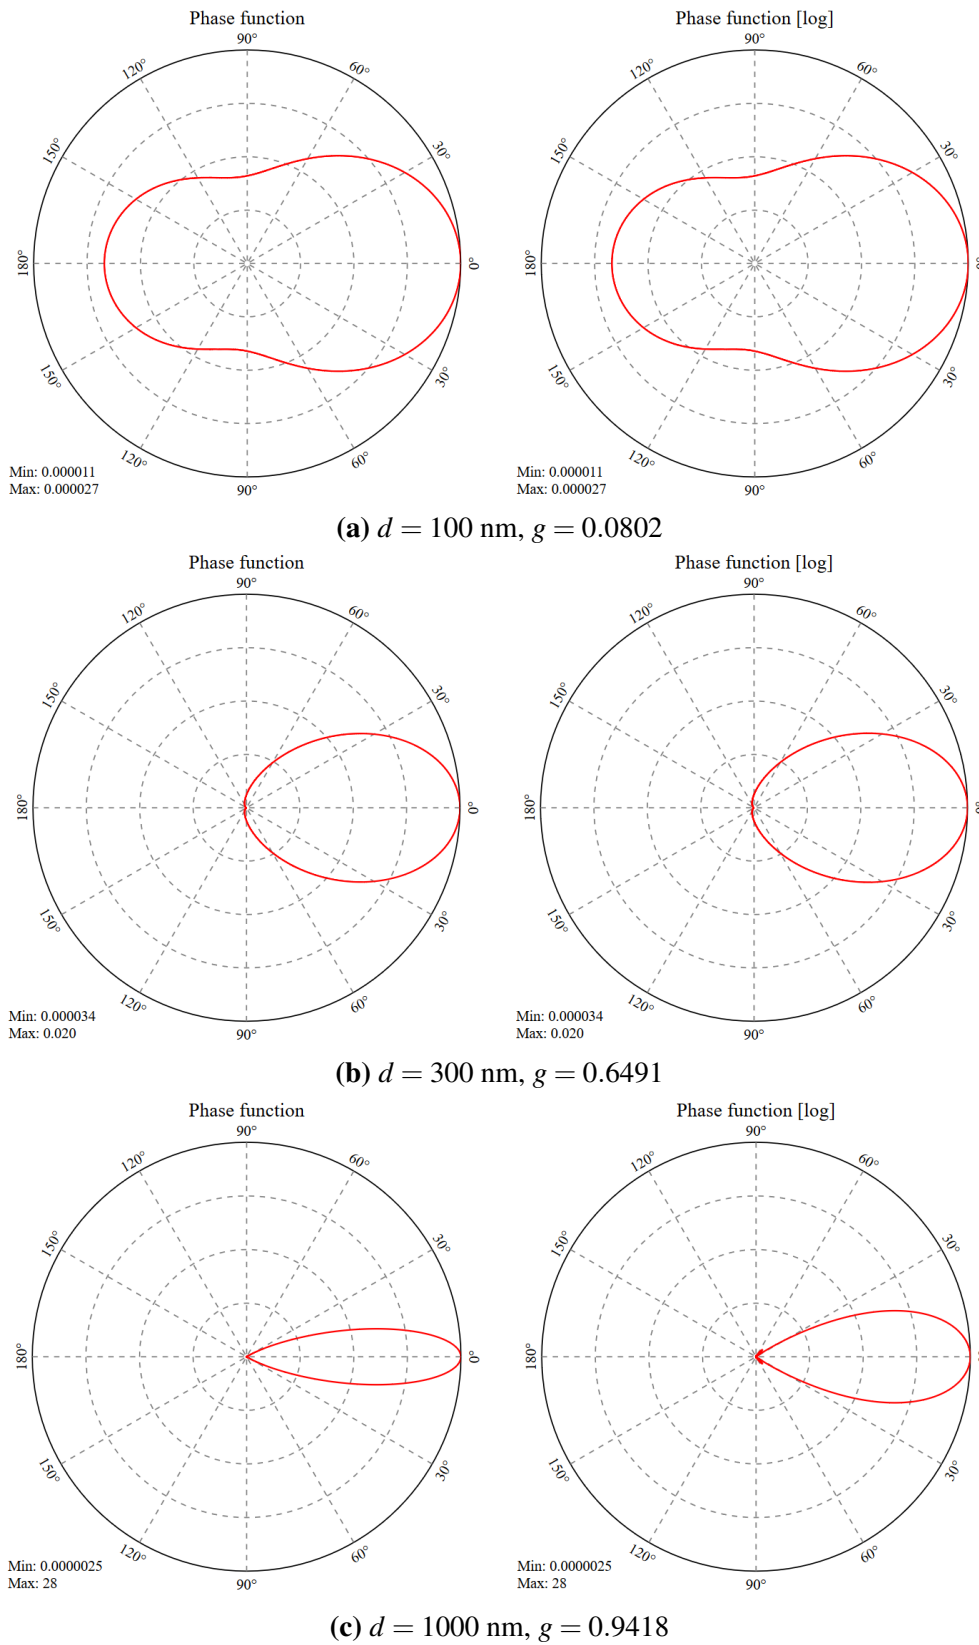 Phase function
90°
120° 60°
150° 30°
180° 0°
150° 30°
120° 60°
90°
Min: 0.000011
Max: 0.000027
Phase function [log]
90°
120° 60°
150° 30°
180° 0°
150° 30°
120° 60°
90°
Min: 0.000011
Max: 0.000027
(a) d = 100 nm, g = 0.0802
Phase function
90°
120° 60°
150° 30°
180° 0°
150° 30°
120° 60°
90°
Min: 0.000034
Max: 0.020
Phase function [log]
90°
120° 60°
150° 30°
180° 0°
150° 30°
120° 60°
90°
Min: 0.000034
Max: 0.020
(b) d = 300 nm, g = 0.6491
Phase function
90°
120° 60°
150° 30°
180° 0°
150° 30°
120° 60°
90°
Min: 0.0000025
Max: 28
Phase function [log]
90°
120° 60°
150° 30°
180° 0°
150° 30°
120° 60°
90°
Min: 0.0000025
Max: 28
(c) d = 1000 nm, g = 0.9418